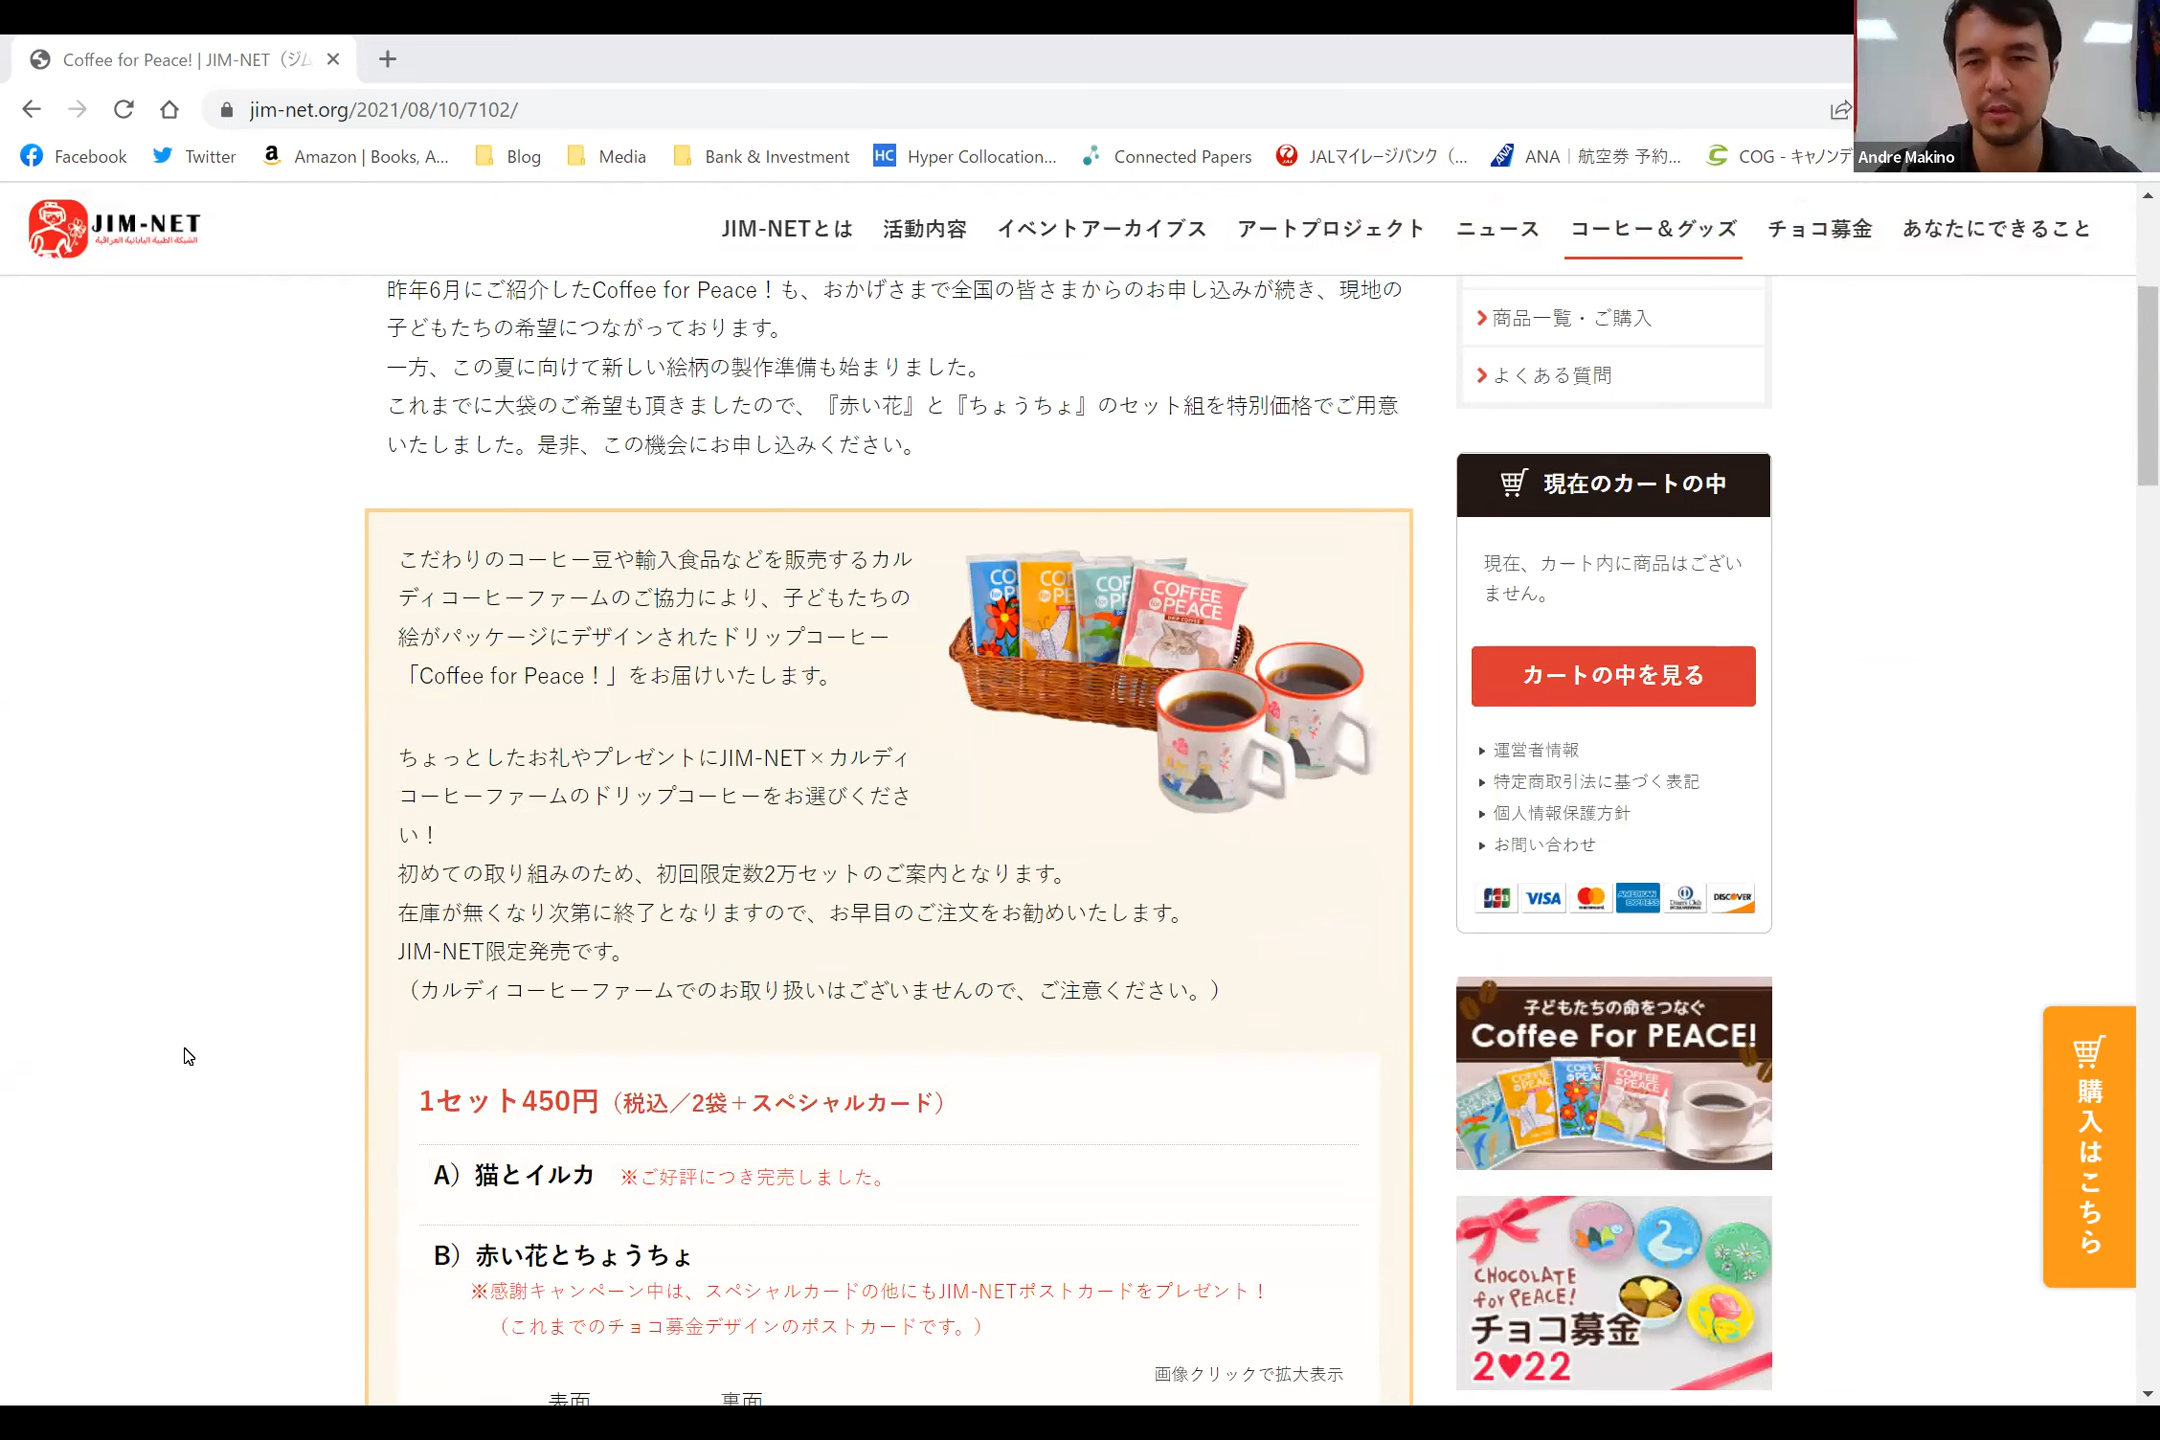 Coffee for Peace! | JIM-NET（ジム
jim-net.org/2021/08/10/7102/
Facebook
Twitter
Amazon | Books, A...
Blog
Media
Bank & Investment
HC
Hyper Collocation...
Connected Papers
JALマイレージバンク（...
ANA
ANA｜航空券 予約...
COG - キャノンデ
Andre Makino
JIM-NET
الشبكة الطبية اليابانية العراقية
JIM-NETとは
活動内容
イベントアーカイブス
アートプロジェクト
ニュース
コーヒー＆グッズ
チョコ募金
あなたにできること
昨年6月にご紹介したCoffee for Peace！も、おかげさまで全国の皆さまからのお申し込みが続き、現地の
子どもたちの希望につながっております。
一方、この夏に向けて新しい絵柄の製作準備も始まりました。
これまでに大袋のご希望も頂きましたので、『赤い花』と『ちょうちょ』のセット組を特別価格でご用意
いたしました。是非、この機会にお申し込みください。
こだわりのコーヒー豆や輸入食品などを販売するカル
ディコーヒーファームのご協力により、子どもたちの
絵がパッケージにデザインされたドリップコーヒー
「Coffee for Peace！」をお届けいたします。
ちょっとしたお礼やプレゼントにJIM-NET×カルディ
コーヒーファームのドリップコーヒーをお選びくださ
い！
初めての取り組みのため、初回限定数2万セットのご案内となります。
在庫が無くなり次第に終了となりますので、お早目のご注文をお勧めいたします。
JIM-NET限定発売です。
（カルディコーヒーファームでのお取り扱いはございませんので、ご注意ください。）
COFFEE
for PEACE
DRIP COFFEE
1セット450円（税込／2袋＋スペシャルカード）
A）猫とイルカ ※ご好評につき完売しました。
B）赤い花とちょうちょ
※感謝キャンペーン中は、スペシャルカードの他にもJIM-NETポストカードをプレゼント！
（これまでのチョコ募金デザインのポストカードです。）
画像クリックで拡大表示
表面
裏面
商品一覧・ご購入
よくある質問
現在のカートの中
現在、カート内に商品はござい
ません。
カートの中を見る
運営者情報
特定商取引法に基づく表記
個人情報保護方針
お問い合わせ
JCB
VISA
mastercard
AMERICAN EXPRESS
Diners Club
DISCOVER
子どもたちの命をつなぐ
Coffee For PEACE!
CHOCOLATE
for PEACE!
チョコ募金
2♥22
購入はこちら